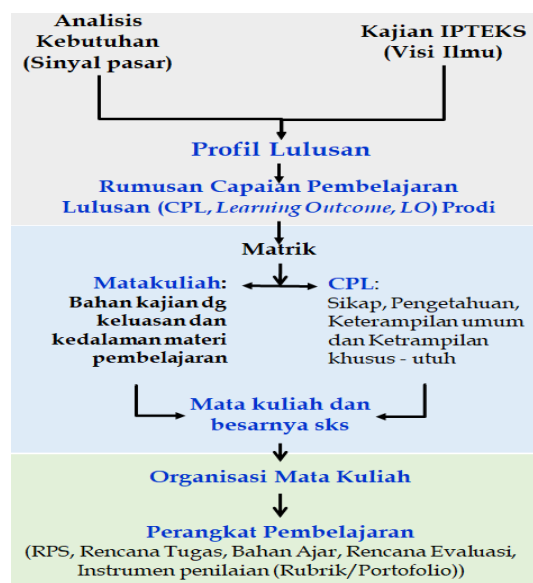 Analisis
Kebutuhan
(Sinyal pasar)
Kajian IPTEKS
(Visi Ilmu)
Profil Lulusan
Rumusan Capaian Pembelajaran
Lulusan (CPL, Learning Outcome, LO) Prodi
Matrik
Matakuliah:
Bahan kajian dg
keluasan dan
kedalaman materi
pembelajaran
CPL:
Sikap, Pengetahuan,
Keterampilan umum
dan Ketrampilan
khusus - utuh
Mata kuliah dan
besarnya sks
Organisasi Mata Kuliah
Perangkat Pembelajaran
(RPS, Rencana Tugas, Bahan Ajar, Rencana Evaluasi,
Instrumen penilaian (Rubrik/Portofolio))